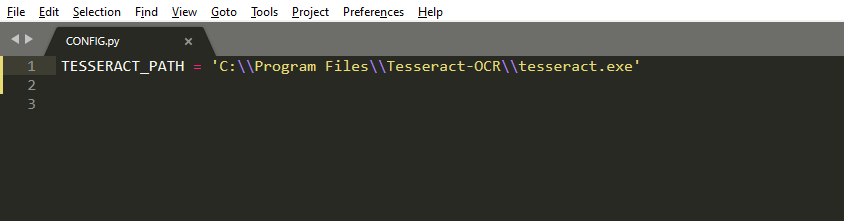 File Edit Selection Find View Goto Tools Project Preferences Help
CONFIG.py ×
1 TESSERACT_PATH = 'C:\\Program Files\\Tesseract-OCR\\tesseract.exe'
2
3